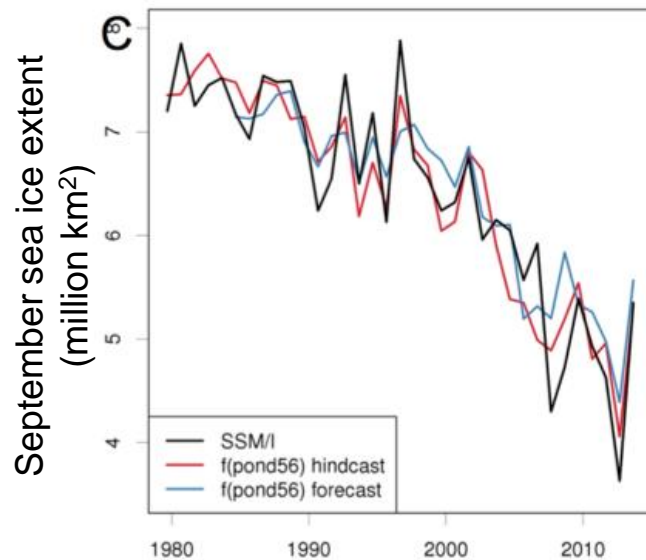 C
September sea ice extent
(million km²)
8
7
6
5
4
SSM/I
f(pond56) hindcast
f(pond56) forecast
1980 1990 2000 2010